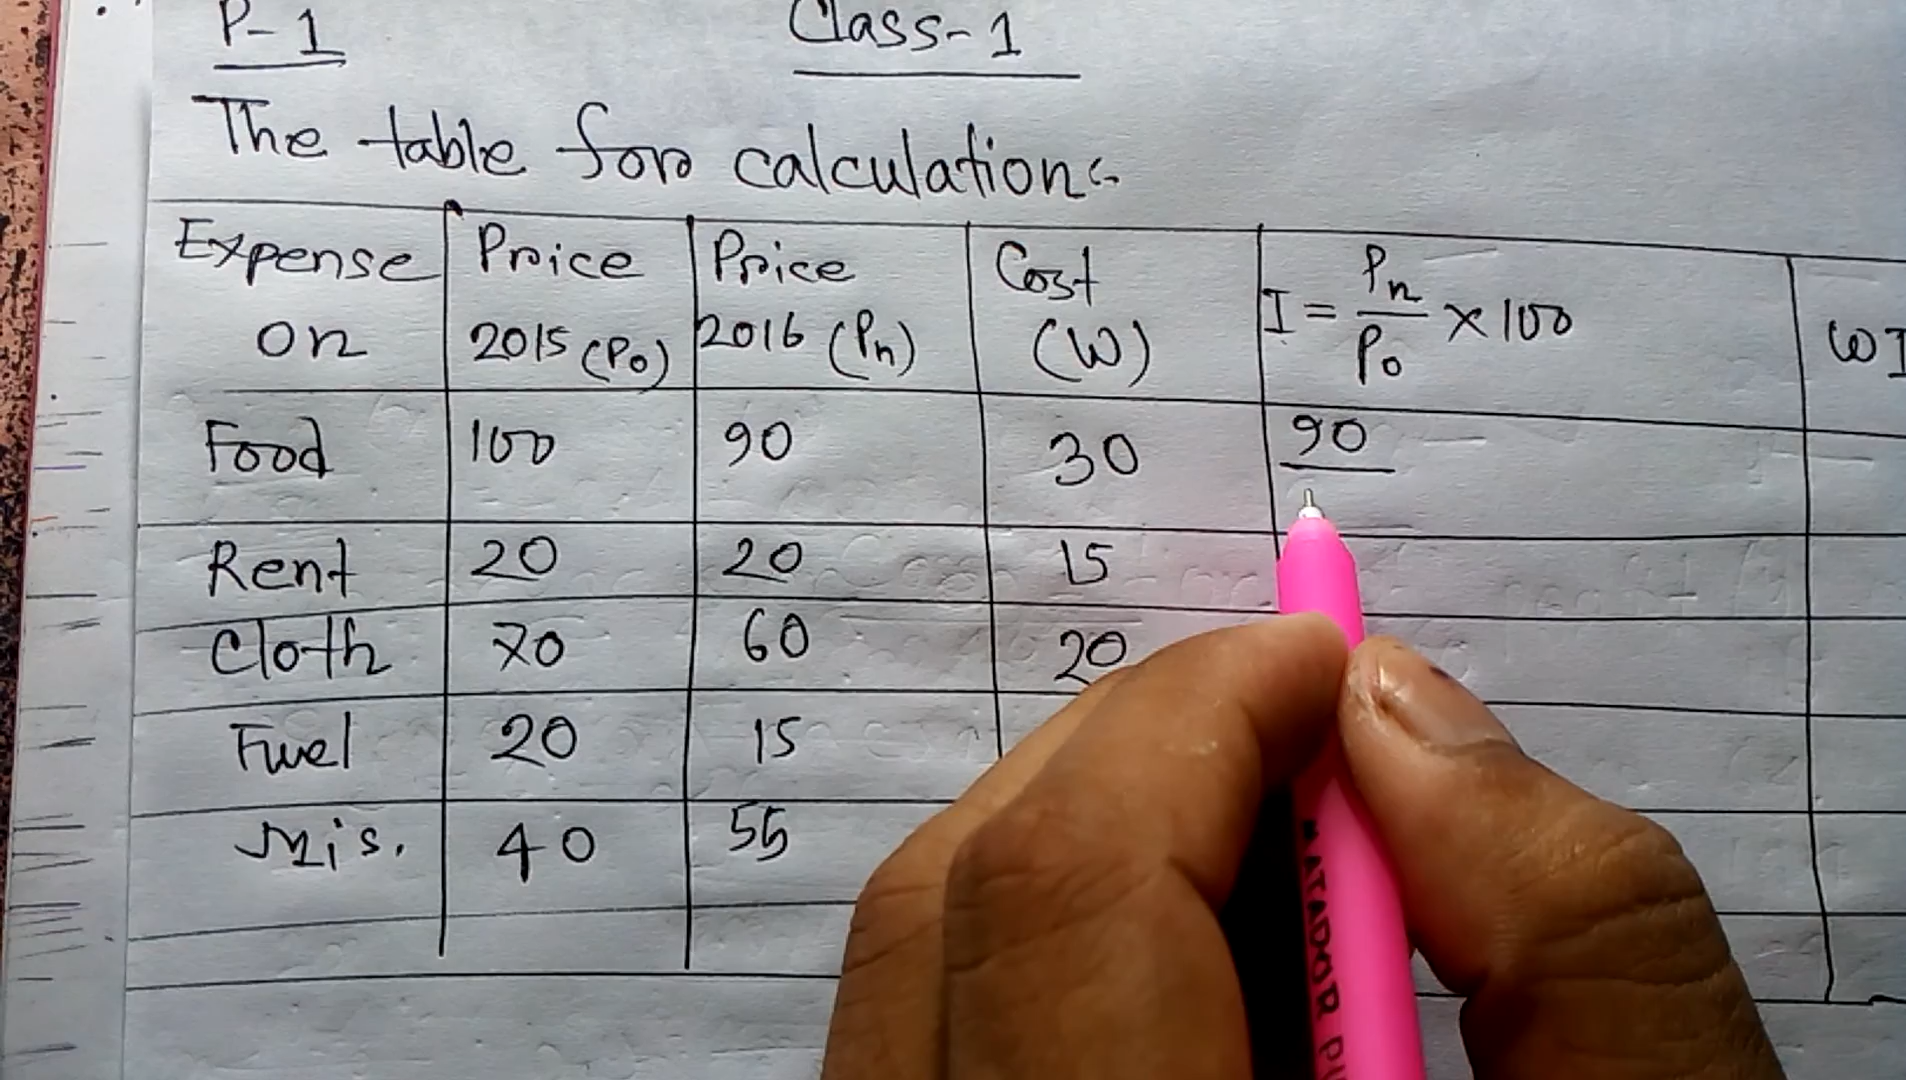 P-1 Class-1
The table for calculation:-
Expense on Price 2015 (P0) Price 2016 (Pn) Cost (W) I = Pn/P0 × 100 WI
Food 100 90 30 90
Rent 20 20 15
Cloth 70 60 20
Fuel 20 15
Mis. 40 55
MATADOR